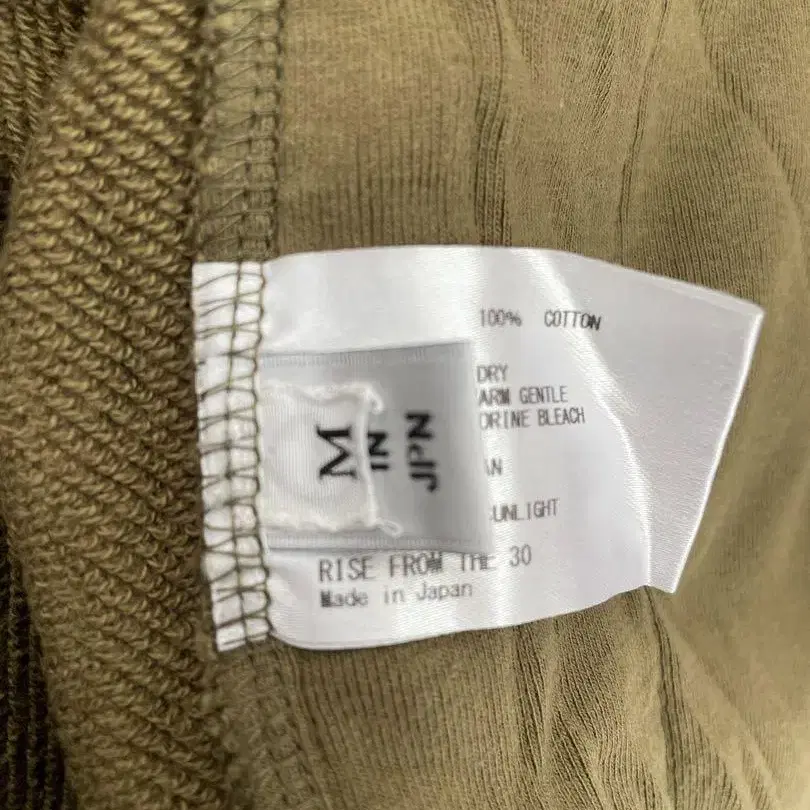 100% COTTON
DRY
ARM GENTLE
ORINE BLEACH
AN
UNLIGHT
RISE FROM THE 30
Made in Japan
M
IN
JPN